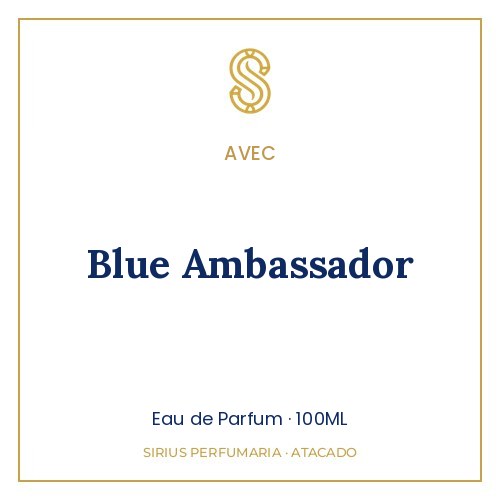 AVEC
Blue Ambassador
Eau de Parfum · 100ML
SIRIUS PERFUMARIA · ATACADO